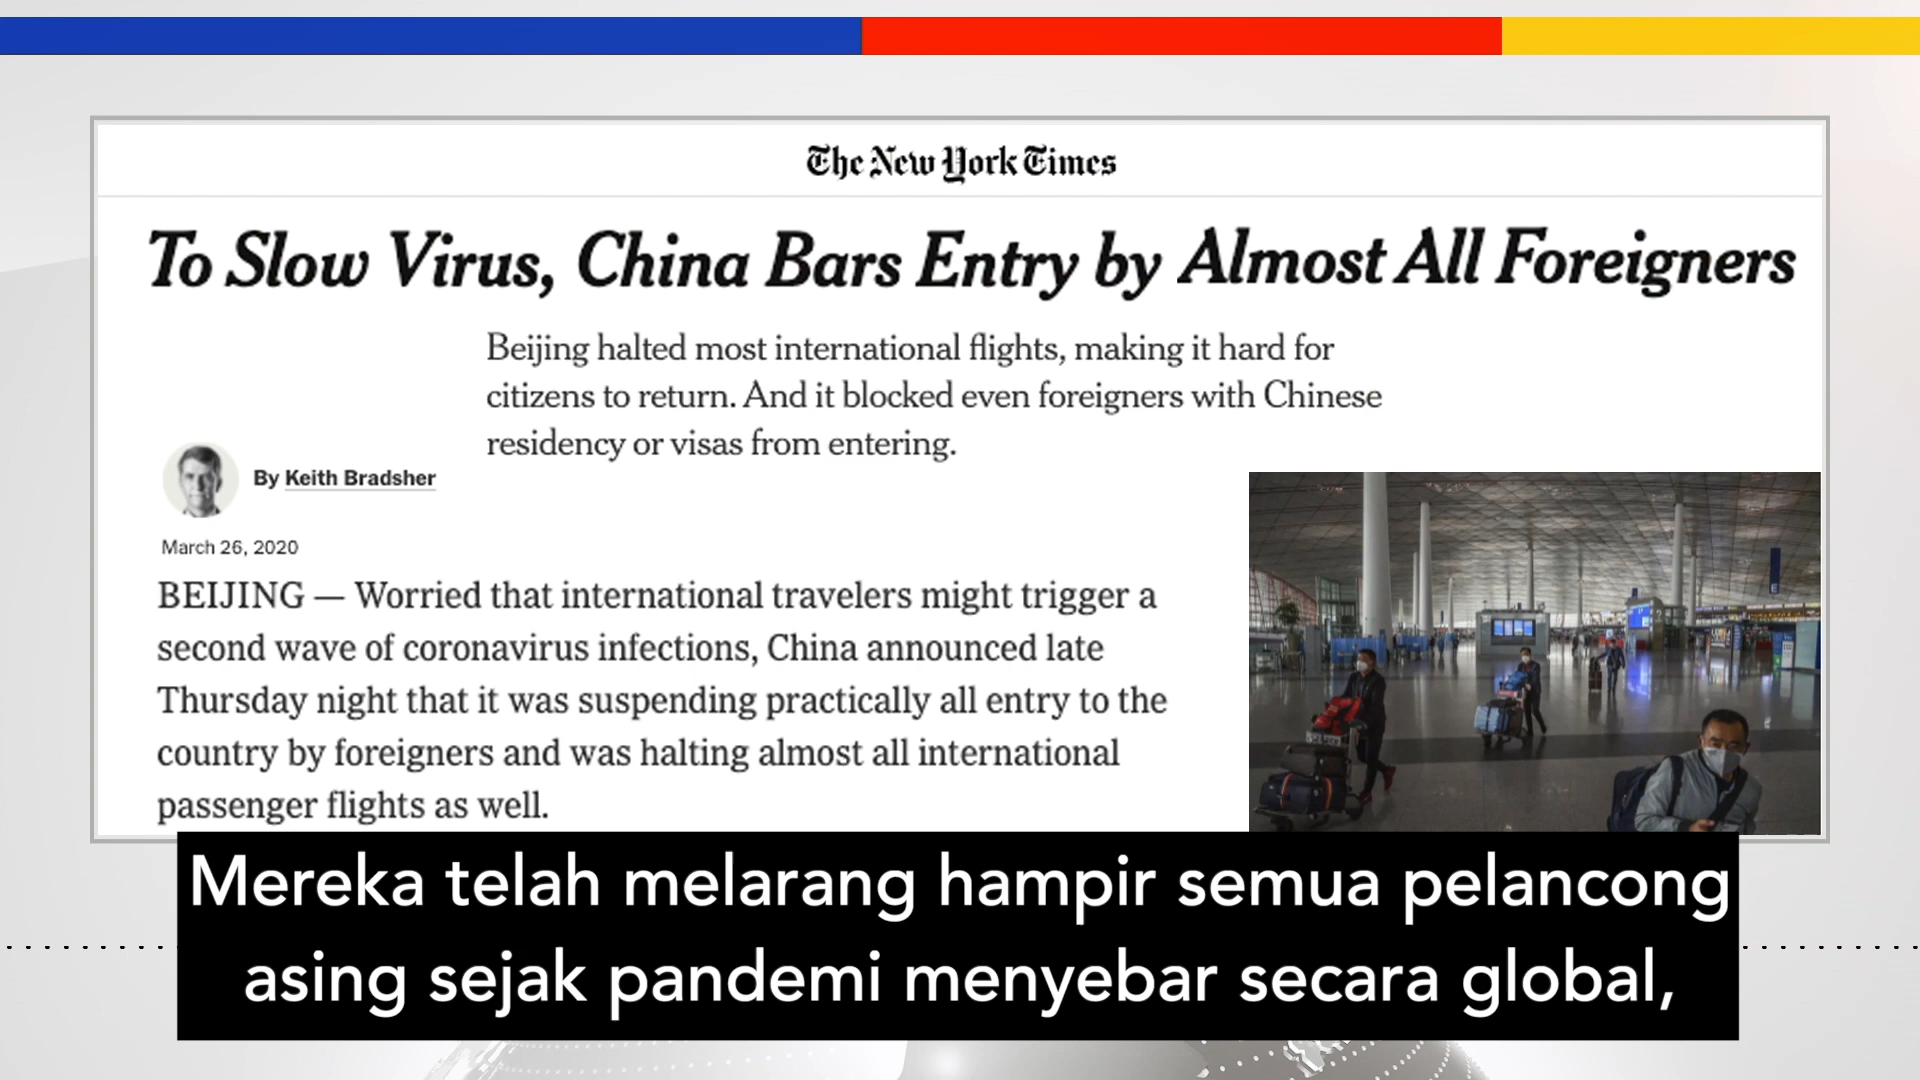 The New York Times
To Slow Virus, China Bars Entry by Almost All Foreigners
Beijing halted most international flights, making it hard for
citizens to return. And it blocked even foreigners with Chinese
residency or visas from entering.
By Keith Bradsher
March 26, 2020
BEIJING — Worried that international travelers might trigger a
second wave of coronavirus infections, China announced late
Thursday night that it was suspending practically all entry to the
country by foreigners and was halting almost all international
passenger flights as well.
Mereka telah melarang hampir semua pelancong
asing sejak pandemi menyebar secara global,